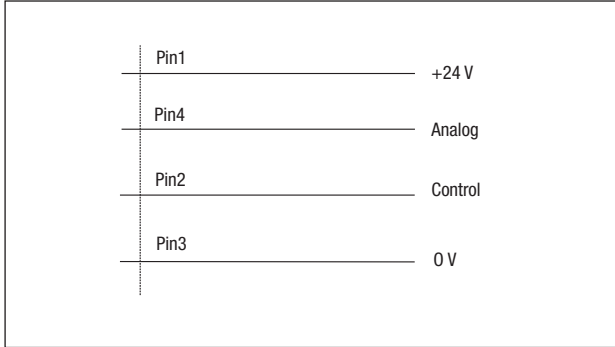 Pin1
+24 V
Pin4
Analog
Pin2
Control
Pin3
0 V